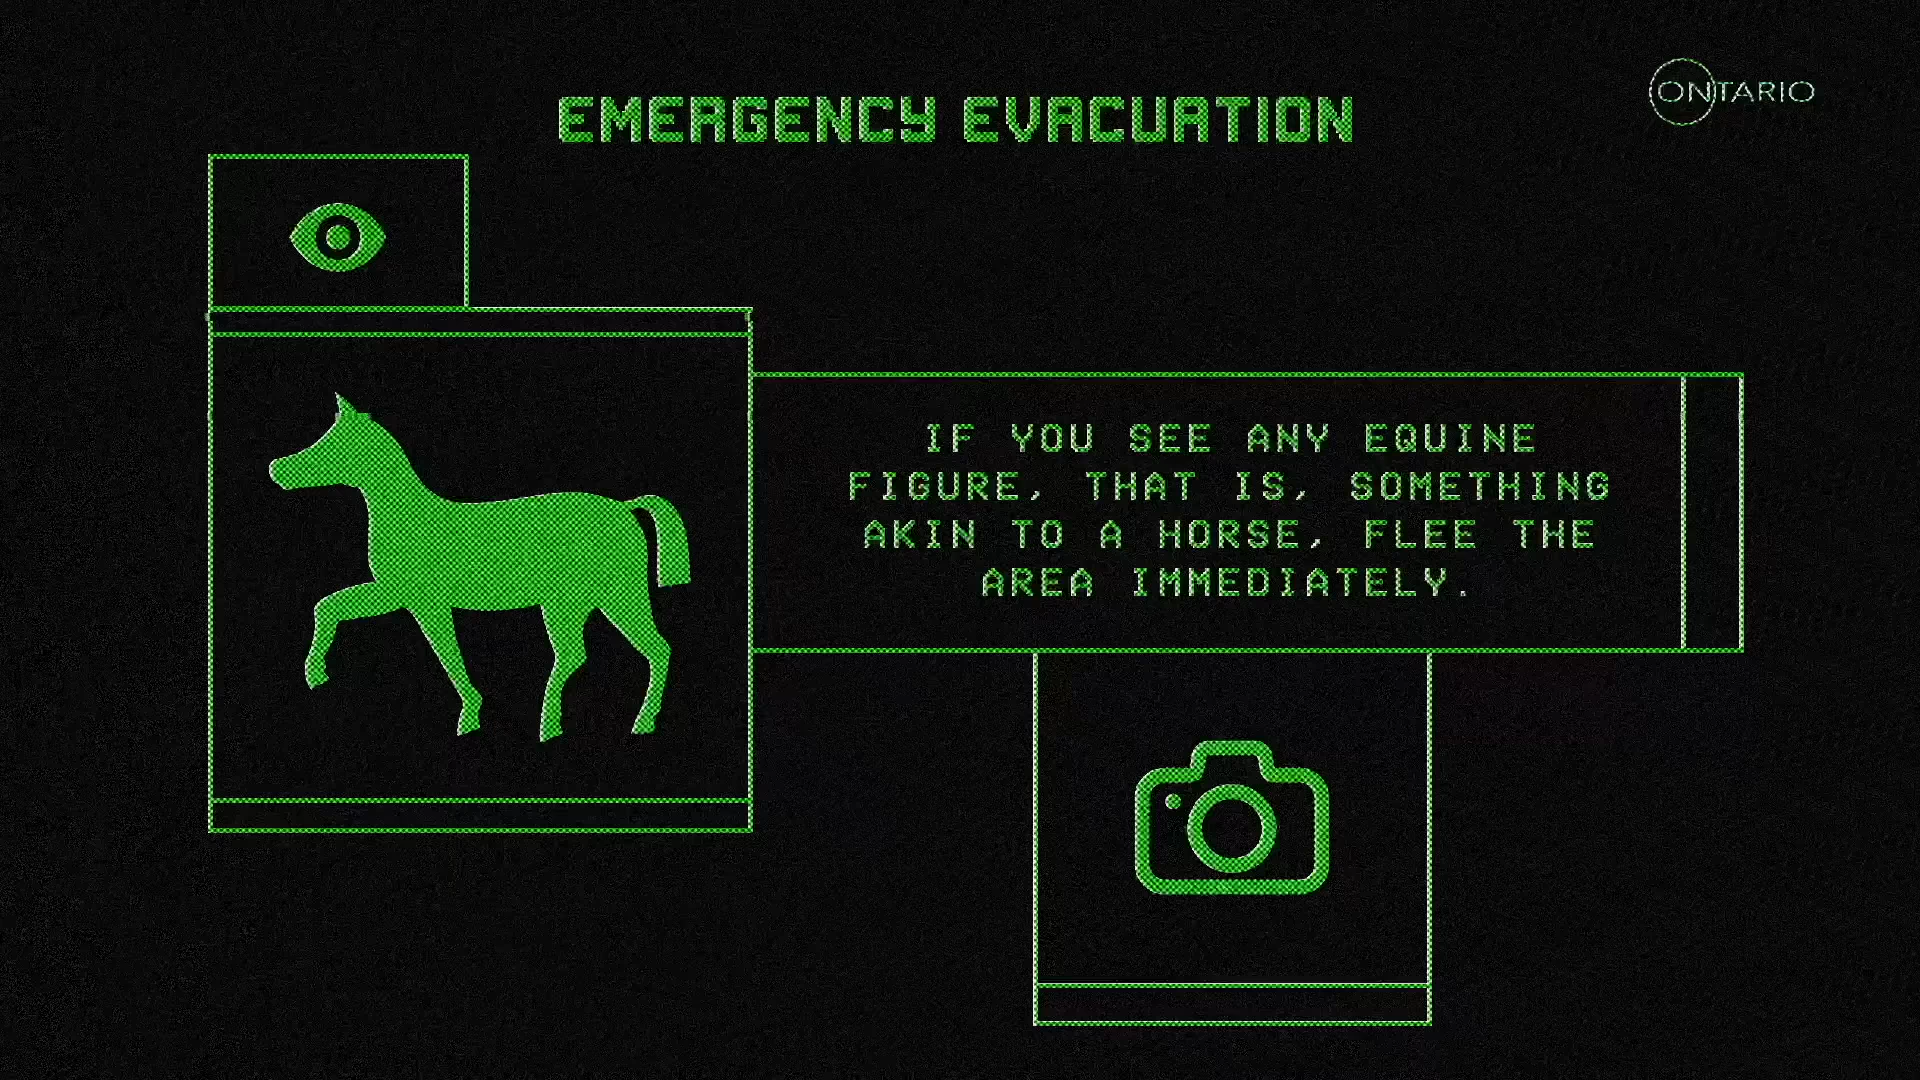 ONTARIO
EMERGENCY EVACUATION
IF YOU SEE ANY EQUINE
FIGURE, THAT IS, SOMETHING
AKIN TO A HORSE, FLEE THE
AREA IMMEDIATELY.